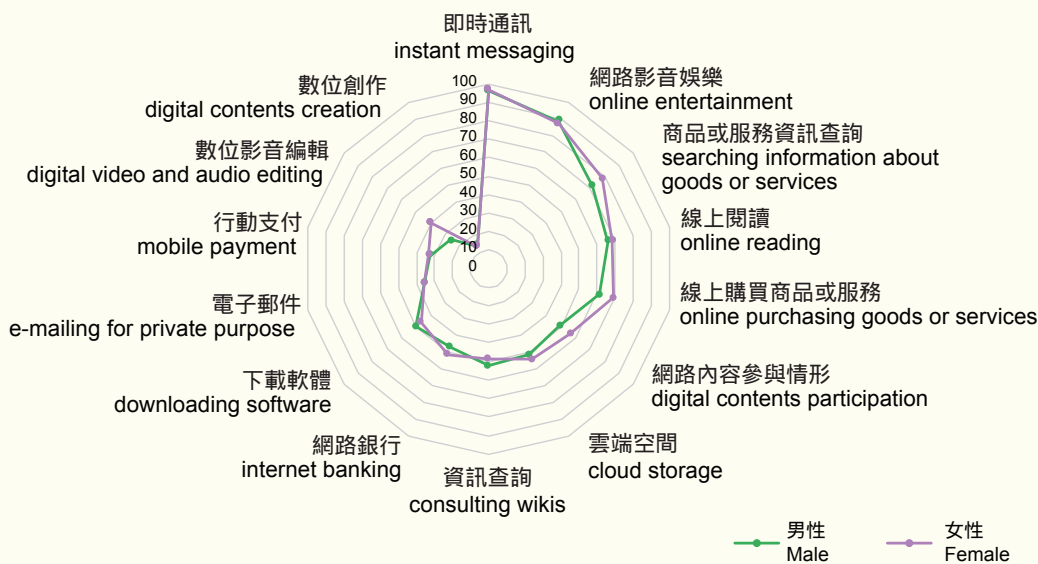 即時通訊
instant messaging
網路影音娛樂
online entertainment
商品或服務資訊查詢
searching information about
goods or services
線上閱讀
online reading
線上購買商品或服務
online purchasing goods or services
網路內容參與情形
digital contents participation
雲端空間
cloud storage
資訊查詢
consulting wikis
網路銀行
internet banking
下載軟體
downloading software
電子郵件
e-mailing for private purpose
行動支付
mobile payment
數位影音編輯
digital video and audio editing
數位創作
digital contents creation
100
90
80
70
60
50
40
30
20
10
0
男性
Male
女性
Female